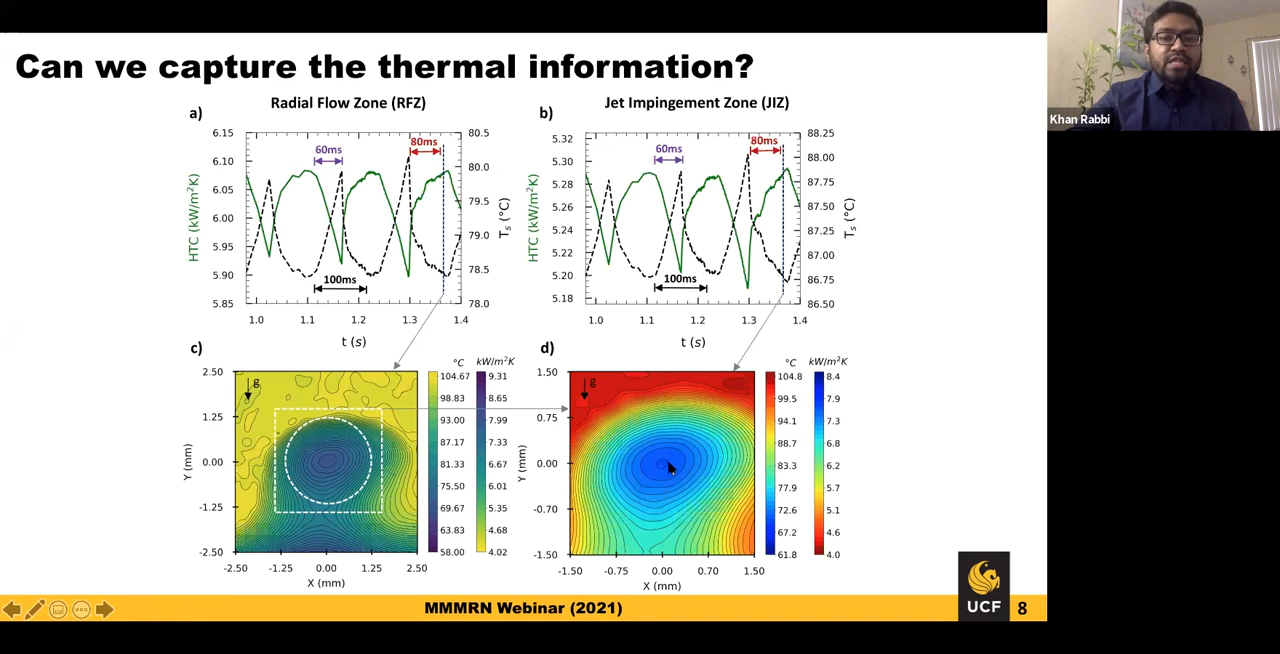 Can we capture the thermal information?
Khan Rabbi
Radial Flow Zone (RFZ)
Jet Impingement Zone (JIZ)
a)
6.15
6.10
6.05
6.00
5.95
5.90
5.85
HTC (kW/m²K)
60ms
80ms
100ms
80.5
80.0
79.5
79.0
78.5
78.0
Tₛ (°C)
1.0 1.1 1.2 1.3 1.4
t (s)
b)
5.32
5.30
5.28
5.26
5.24
5.22
5.20
5.18
HTC (kW/m²K)
60ms
80ms
100ms
88.25
88.00
87.75
87.50
87.25
87.00
86.75
86.50
Tₛ (°C)
1.0 1.1 1.2 1.3 1.4
t (s)
c)
2.50
1.25
0.00
-1.25
-2.50
Y (mm)
g
-2.50 -1.25 0.00 1.25 2.50
X (mm)
°C
104.67
98.83
93.00
87.17
81.33
75.50
69.67
63.83
58.00
kW/m²K
9.31
8.65
7.99
7.33
6.67
6.01
5.35
4.68
4.02
d)
1.50
0.75
0.00
-0.70
-1.50
Y (mm)
g
-1.50 -0.75 0.00 0.70 1.50
X (mm)
°C
104.8
99.5
94.1
88.7
83.3
77.9
72.6
67.2
61.8
kW/m²K
8.4
7.9
7.3
6.8
6.2
5.7
5.1
4.6
4.0
MMMRN Webinar (2021)
UCF
8